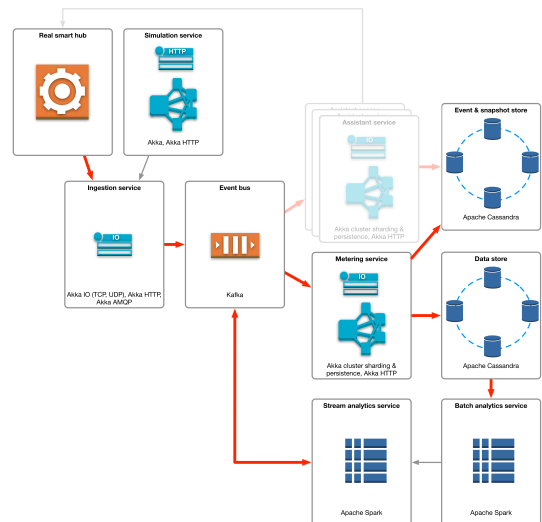 Real smart hub
Simulation service
HTTP
Akka, Akka HTTP
Assistant service
IO
Akka cluster sharding &
persistence, Akka HTTP
Event & snapshot store
Apache Cassandra
Ingestion service
IO
Akka IO (TCP, UDP), Akka HTTP,
Akka AMQP
Event bus
Kafka
Metering service
IO
Akka cluster sharding &
persistence, Akka HTTP
Data store
Apache Cassandra
Stream analytics service
Apache Spark
Batch analytics service
Apache Spark